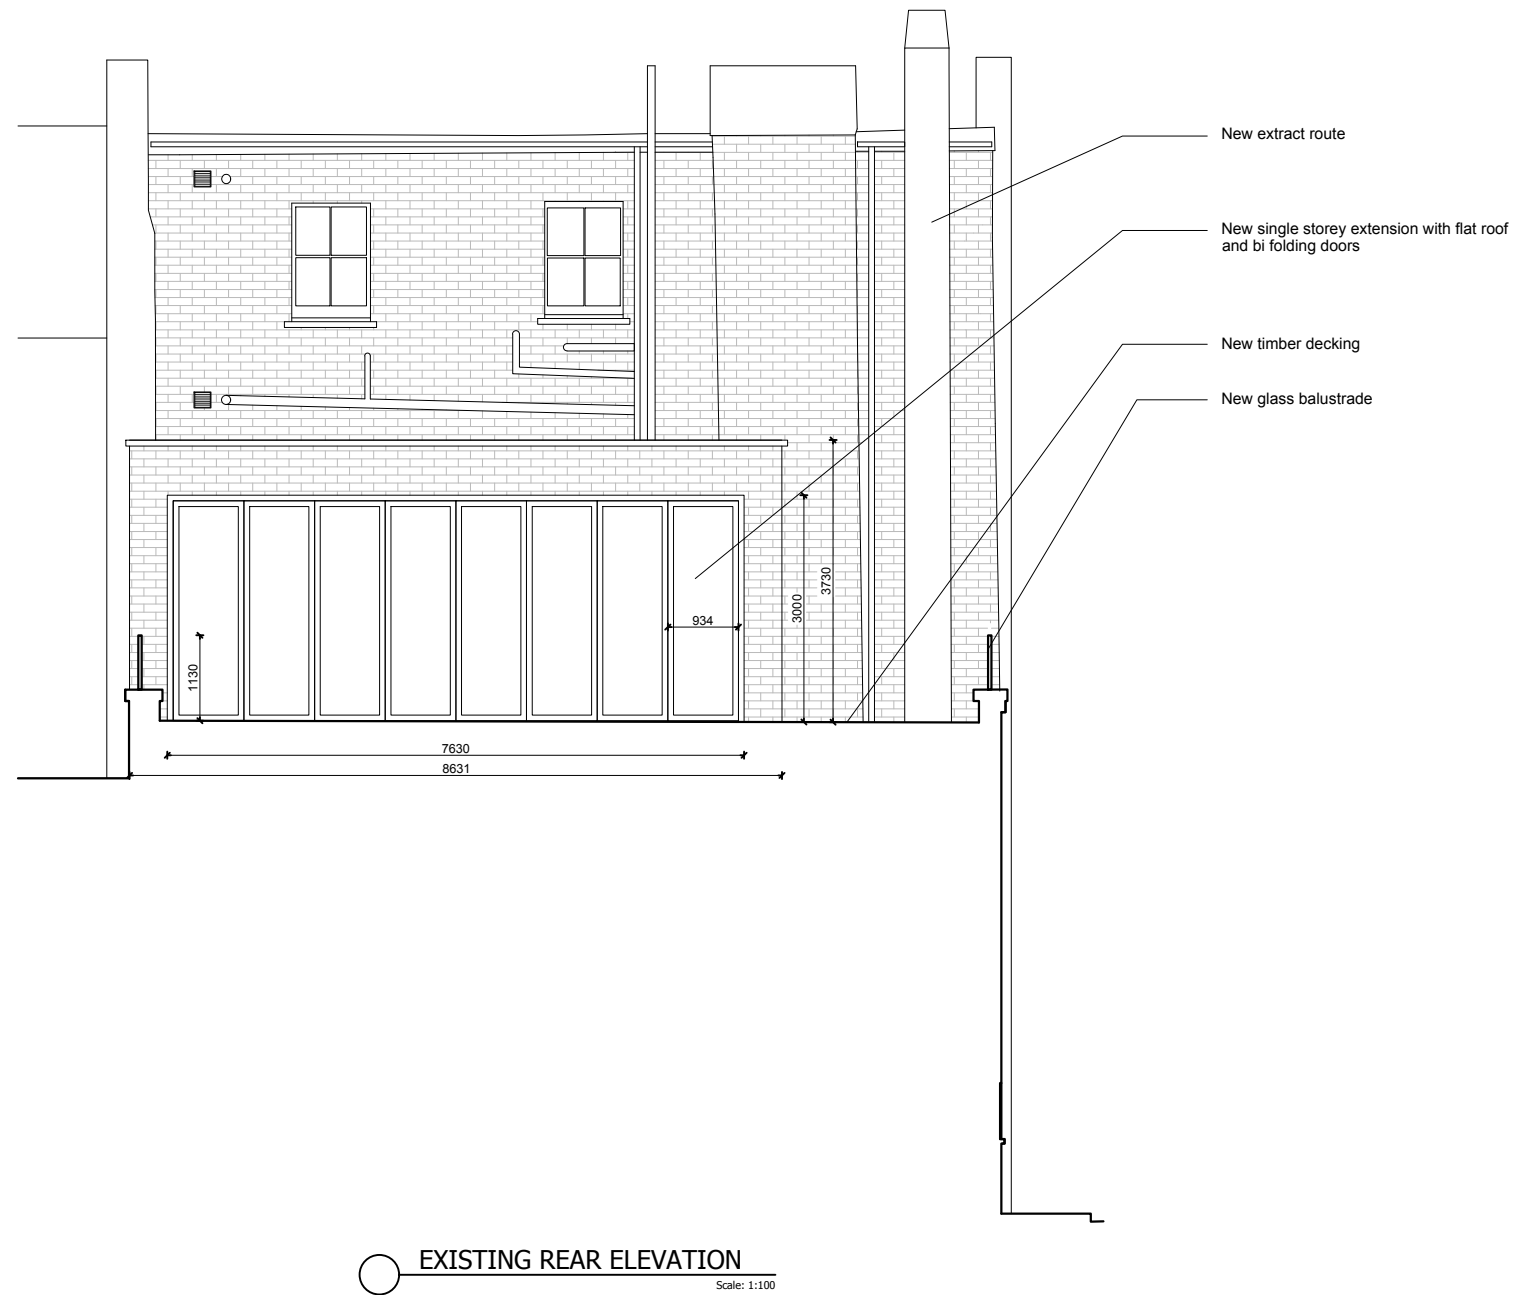 New extract route
New single storey extension with flat roof
and bi folding doors
New timber decking
New glass balustrade
3730
3000
934
1130
7630
8631
EXISTING REAR ELEVATION
Scale: 1:100